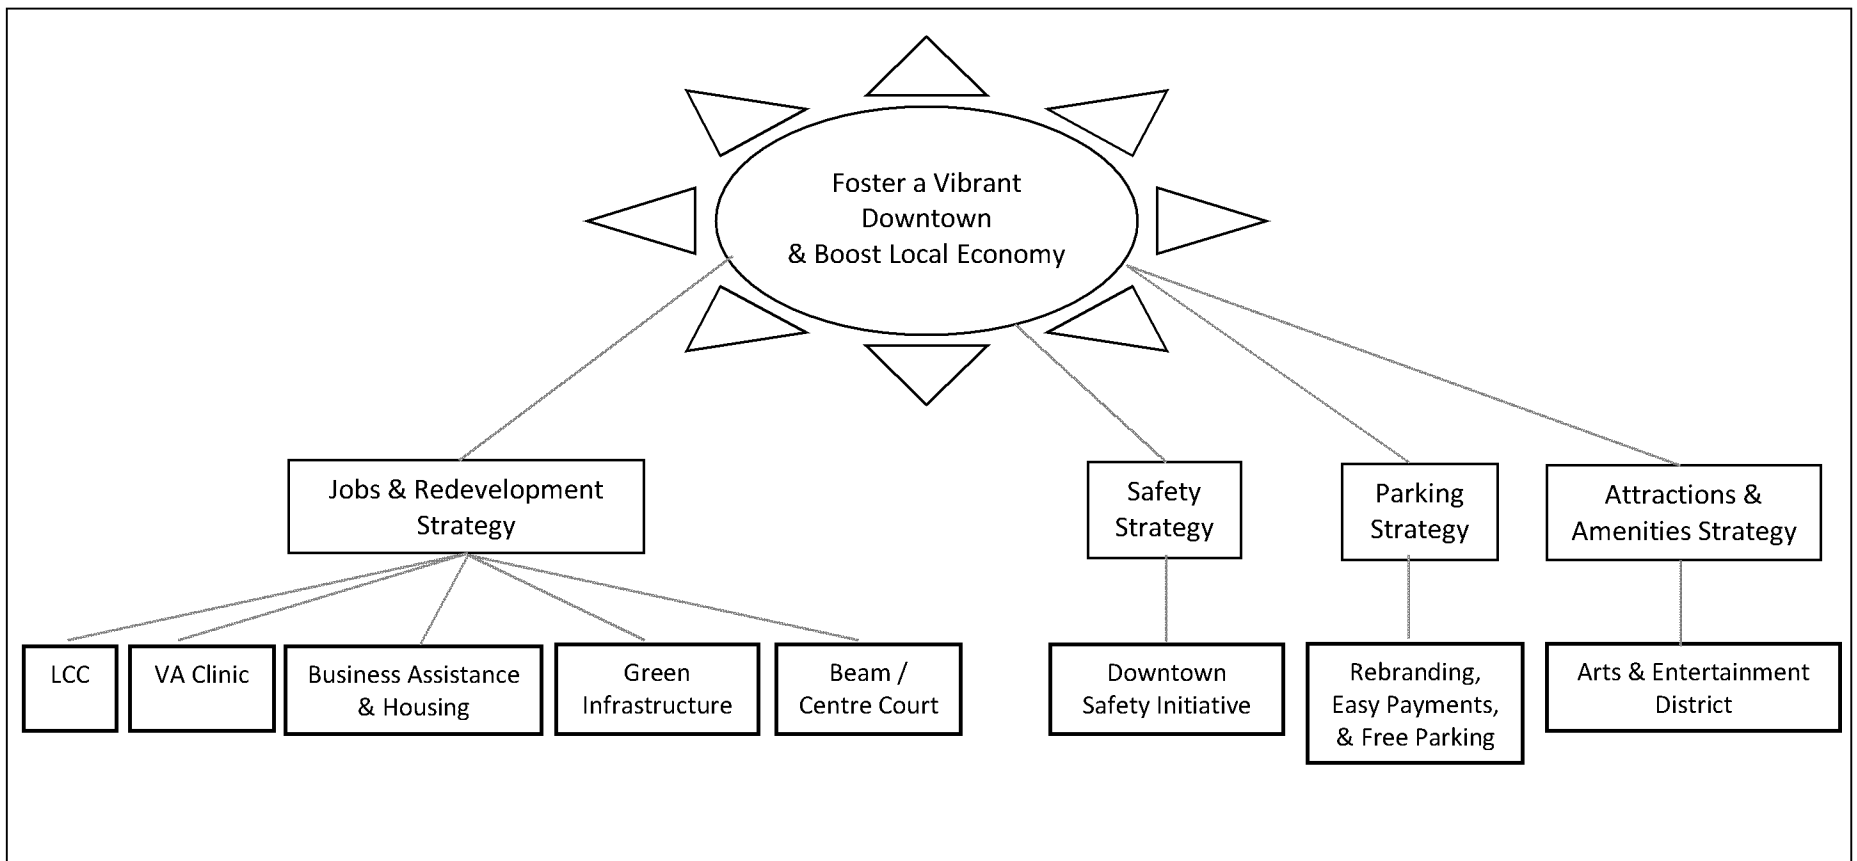 Foster a Vibrant
Downtown
& Boost Local Economy
Jobs & Redevelopment
Strategy
Safety
Strategy
Parking
Strategy
Attractions &
Amenities Strategy
LCC
VA Clinic
Business Assistance
& Housing
Green
Infrastructure
Beam /
Centre Court
Downtown
Safety Initiative
Rebranding,
Easy Payments,
& Free Parking
Arts & Entertainment
District